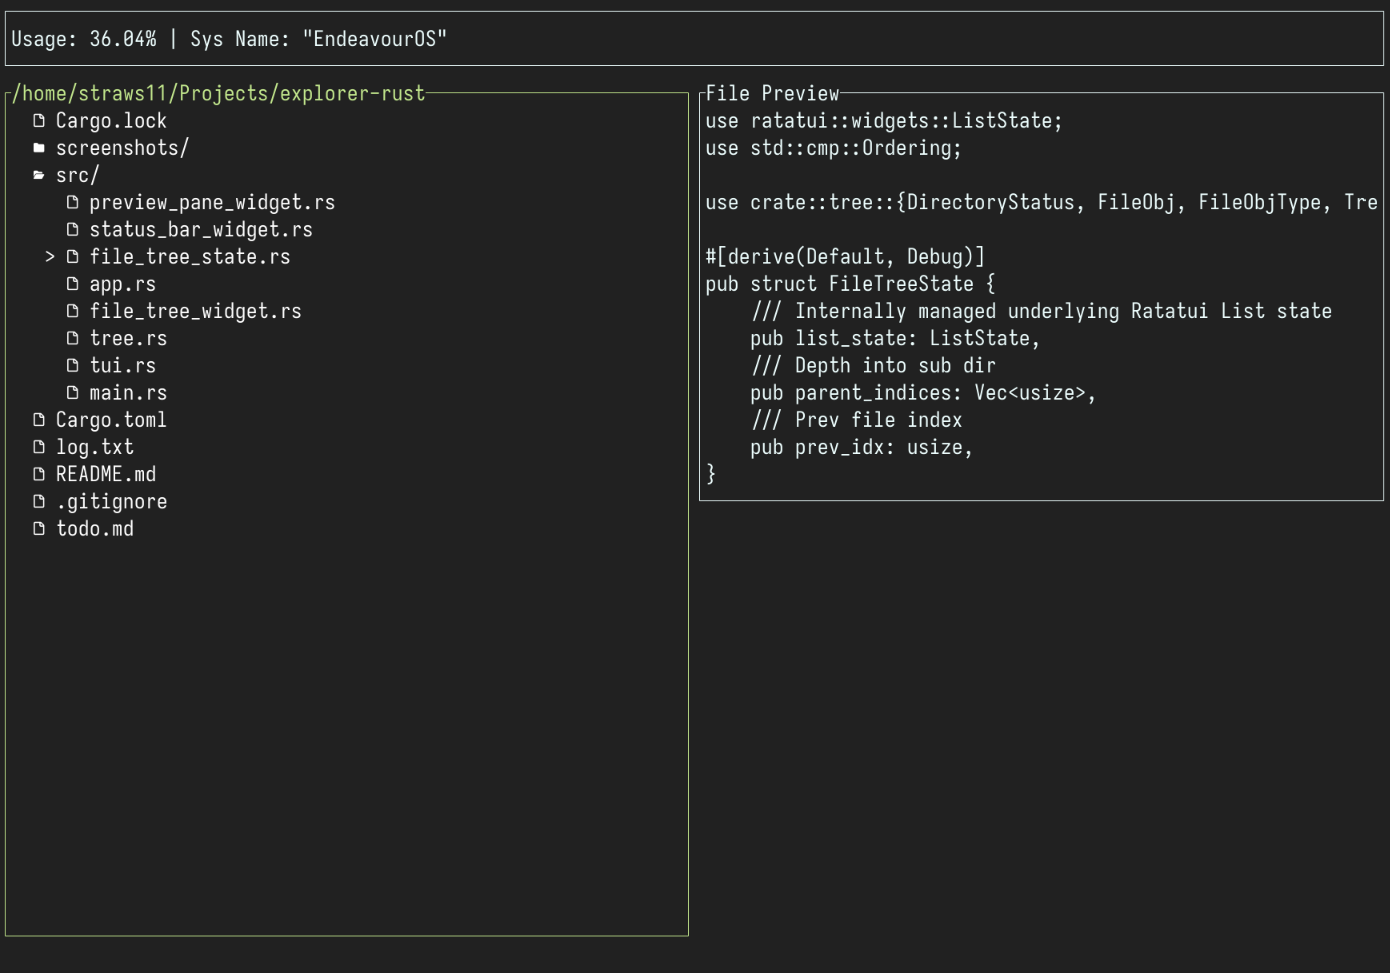 Usage: 36.04% | Sys Name: "EndeavourOS"
/home/straws11/Projects/explorer-rust
Cargo.lock
screenshots/
src/
preview_pane_widget.rs
status_bar_widget.rs
> file_tree_state.rs
app.rs
file_tree_widget.rs
tree.rs
tui.rs
main.rs
Cargo.toml
log.txt
README.md
.gitignore
todo.md
File Preview
use ratatui::widgets::ListState;
use std::cmp::Ordering;
use crate::tree::{DirectoryStatus, FileObj, FileObjType, Tre
#[derive(Default, Debug)]
pub struct FileTreeState {
    /// Internally managed underlying Ratatui List state
    pub list_state: ListState,
    /// Depth into sub dir
    pub parent_indices: Vec<usize>,
    /// Prev file index
    pub prev_idx: usize,
}